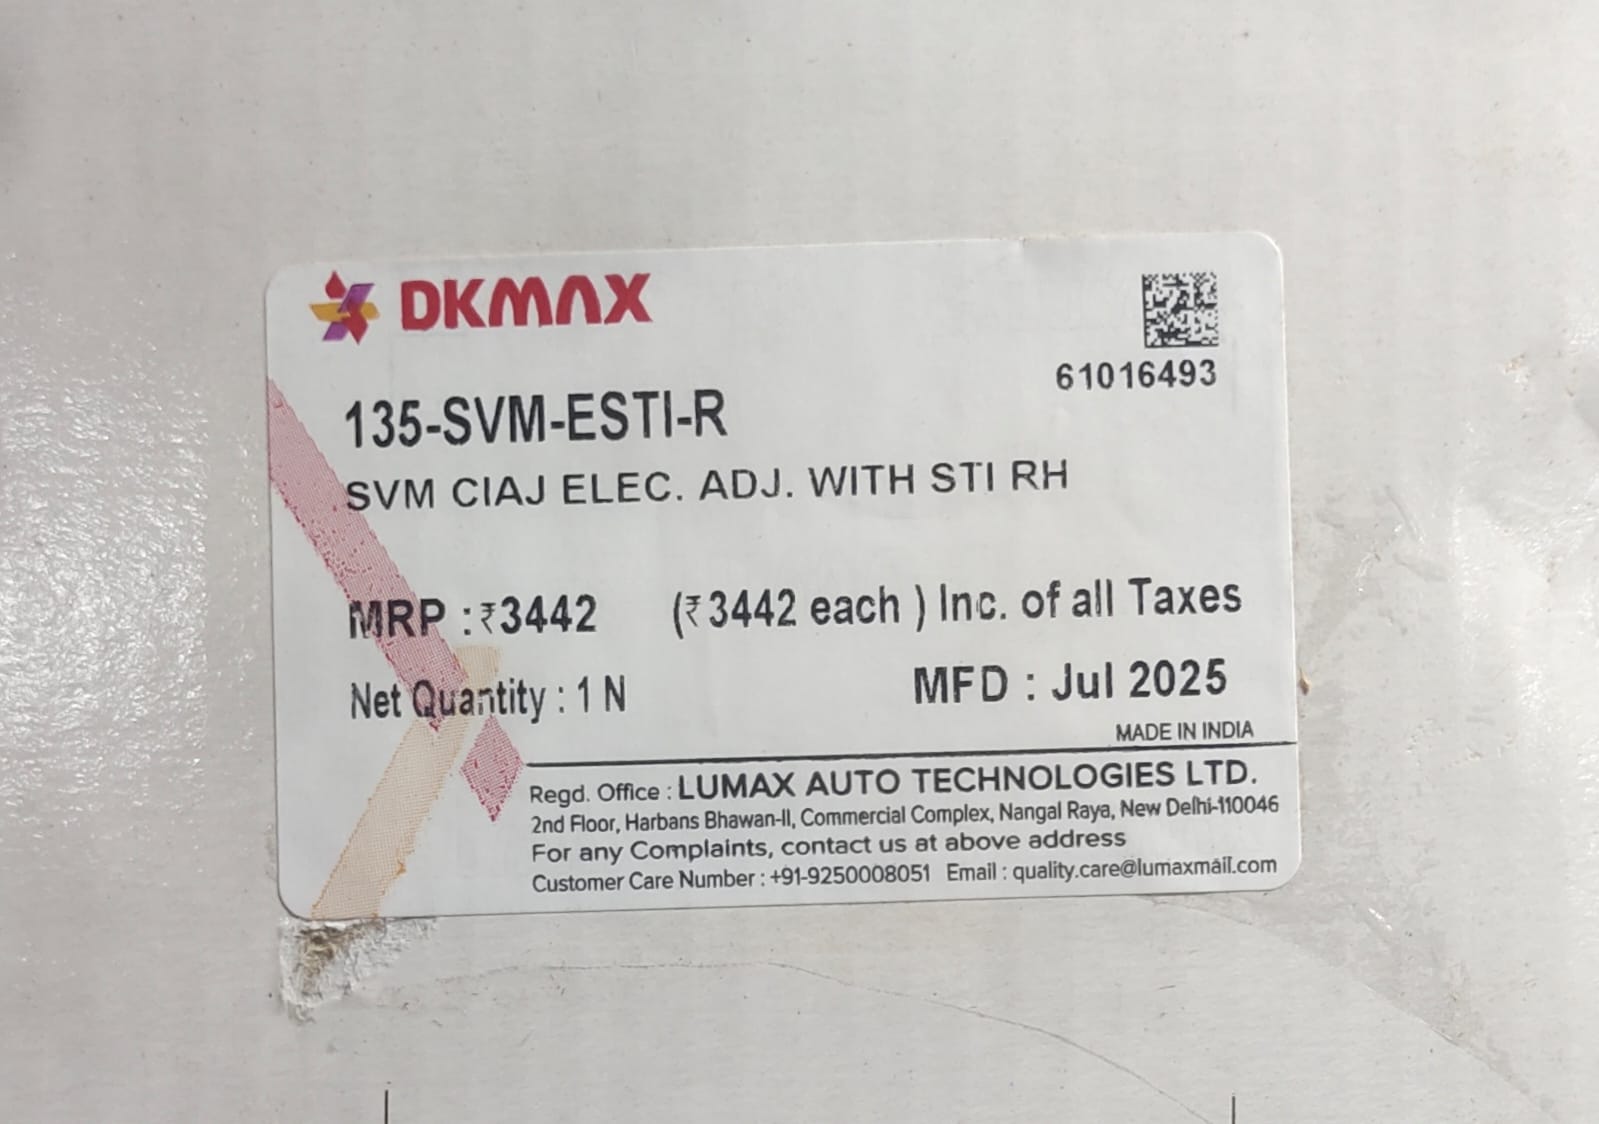 DKMAX
61016493
135-SVM-ESTI-R
SVM CIAJ ELEC. ADJ. WITH STI RH
MRP : ₹3442 (₹3442 each ) Inc. of all Taxes
Net Quantity : 1 N
MFD : Jul 2025
MADE IN INDIA
Regd. Office : LUMAX AUTO TECHNOLOGIES LTD.
2nd Floor, Harbans Bhawan-II, Commercial Complex, Nangal Raya, New Delhi-110046
For any Complaints, contact us at above address
Customer Care Number : +91-9250008051 Email : quality.care@lumaxmail.com